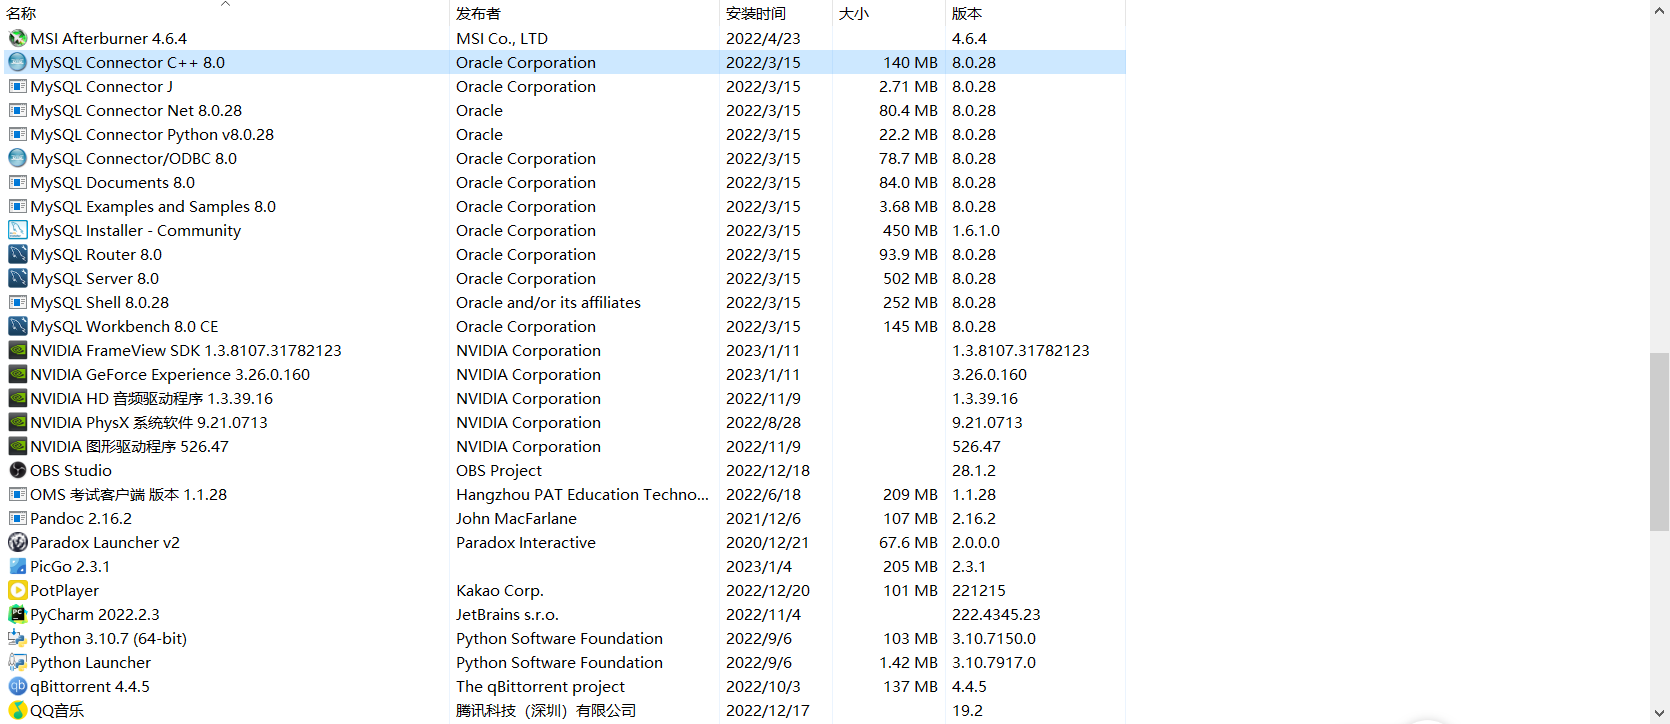 名称 发布者 安装时间 大小 版本
MSI Afterburner 4.6.4 MSI Co., LTD 2022/4/23 4.6.4
MySQL Connector C++ 8.0 Oracle Corporation 2022/3/15 140 MB 8.0.28
MySQL Connector J Oracle Corporation 2022/3/15 2.71 MB 8.0.28
MySQL Connector Net 8.0.28 Oracle 2022/3/15 80.4 MB 8.0.28
MySQL Connector Python v8.0.28 Oracle 2022/3/15 22.2 MB 8.0.28
MySQL Connector/ODBC 8.0 Oracle Corporation 2022/3/15 78.7 MB 8.0.28
MySQL Documents 8.0 Oracle Corporation 2022/3/15 84.0 MB 8.0.28
MySQL Examples and Samples 8.0 Oracle Corporation 2022/3/15 3.68 MB 8.0.28
MySQL Installer - Community Oracle Corporation 2022/3/15 450 MB 1.6.1.0
MySQL Router 8.0 Oracle Corporation 2022/3/15 93.9 MB 8.0.28
MySQL Server 8.0 Oracle Corporation 2022/3/15 502 MB 8.0.28
MySQL Shell 8.0.28 Oracle and/or its affiliates 2022/3/15 252 MB 8.0.28
MySQL Workbench 8.0 CE Oracle Corporation 2022/3/15 145 MB 8.0.28
NVIDIA FrameView SDK 1.3.8107.31782123 NVIDIA Corporation 2023/1/11 1.3.8107.31782123
NVIDIA GeForce Experience 3.26.0.160 NVIDIA Corporation 2023/1/11 3.26.0.160
NVIDIA HD 音频驱动程序 1.3.39.16 NVIDIA Corporation 2022/11/9 1.3.39.16
NVIDIA PhysX 系统软件 9.21.0713 NVIDIA Corporation 2022/8/28 9.21.0713
NVIDIA 图形驱动程序 526.47 NVIDIA Corporation 2022/11/9 526.47
OBS Studio OBS Project 2022/12/18 28.1.2
OMS 考试客户端 版本 1.1.28 Hangzhou PAT Education Techno... 2022/6/18 209 MB 1.1.28
Pandoc 2.16.2 John MacFarlane 2021/12/6 107 MB 2.16.2
Paradox Launcher v2 Paradox Interactive 2020/12/21 67.6 MB 2.0.0.0
PicGo 2.3.1 2023/1/4 205 MB 2.3.1
PotPlayer Kakao Corp. 2022/12/20 101 MB 221215
PyCharm 2022.2.3 JetBrains s.r.o. 2022/11/4 222.4345.23
Python 3.10.7 (64-bit) Python Software Foundation 2022/9/6 103 MB 3.10.7150.0
Python Launcher Python Software Foundation 2022/9/6 1.42 MB 3.10.7917.0
qBittorrent 4.4.5 The qBittorrent project 2022/10/3 137 MB 4.4.5
QQ音乐 腾讯科技（深圳）有限公司 2022/12/17 19.2